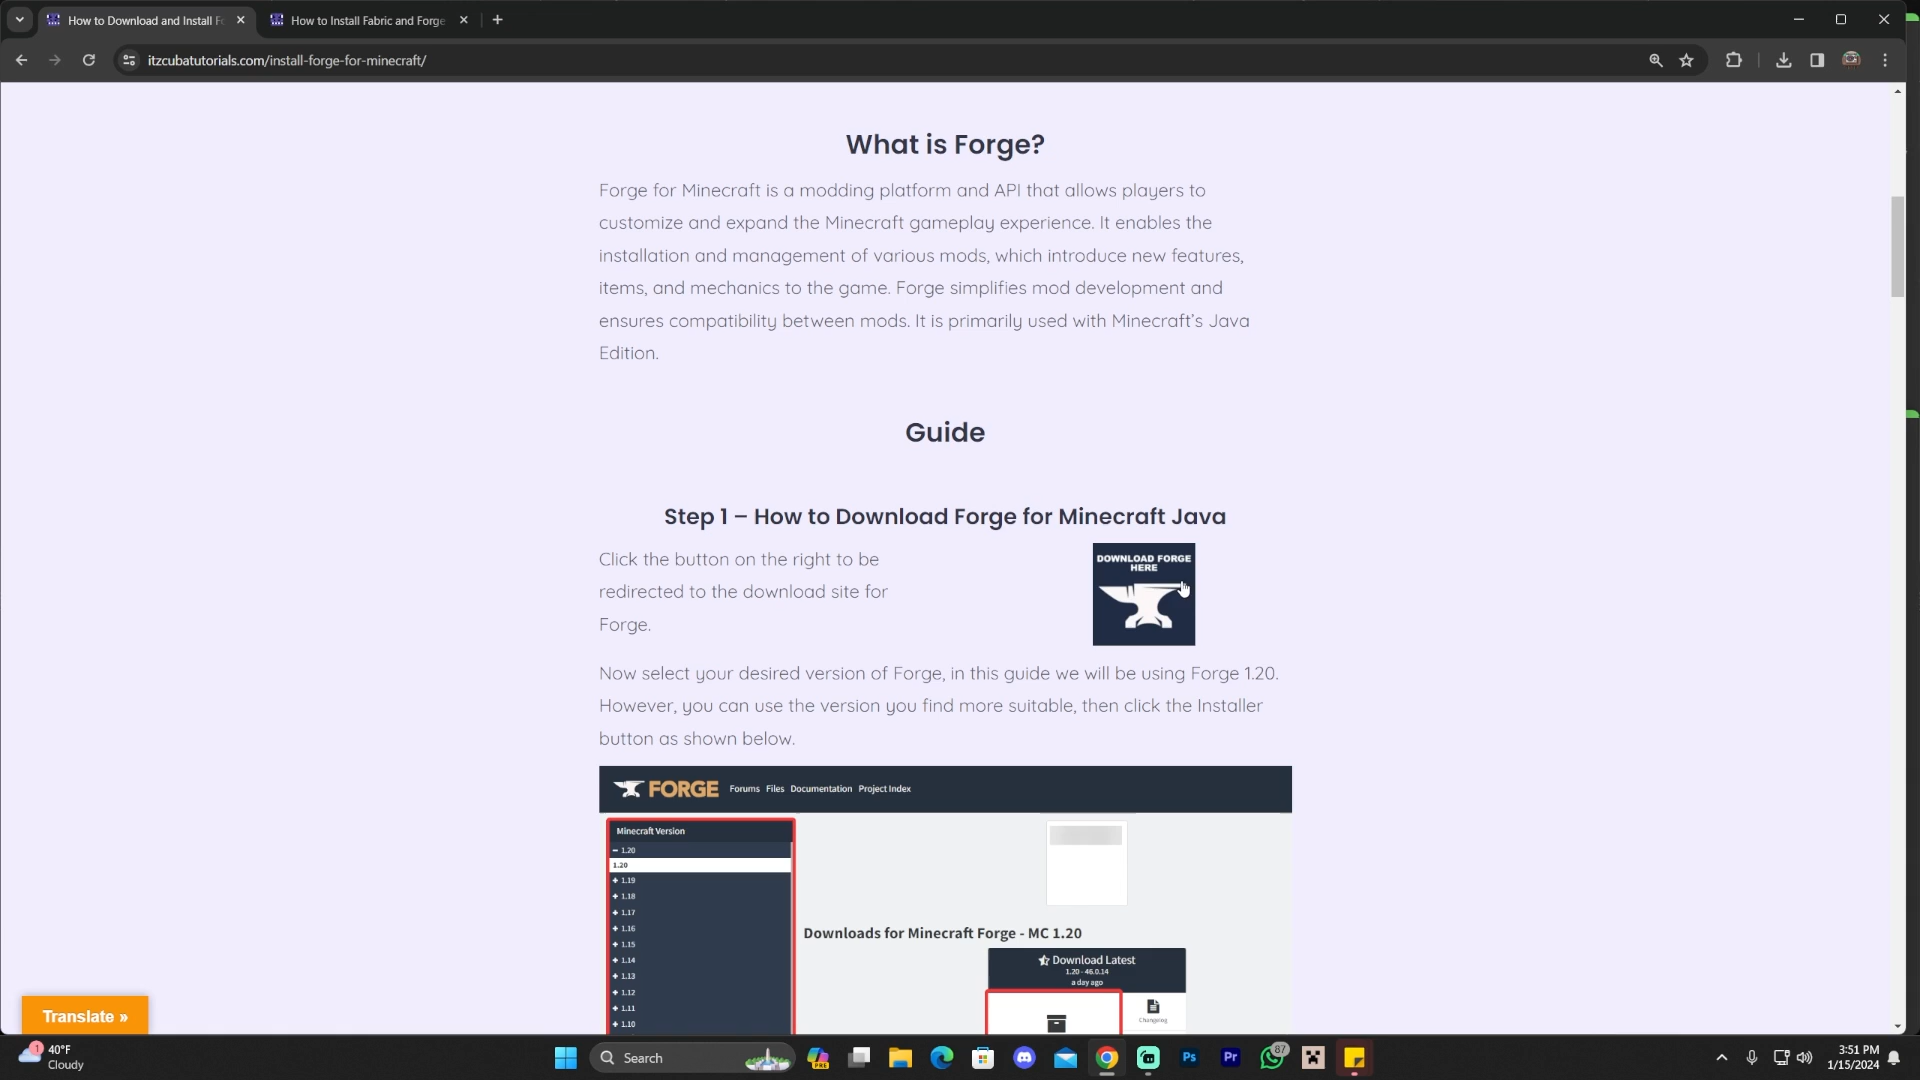 How to Download and Install Fo
How to Install Fabric and Forge
itzcubatutorials.com/install-forge-for-minecraft/
What is Forge?
Forge for Minecraft is a modding platform and API that allows players to
customize and expand the Minecraft gameplay experience. It enables the
installation and management of various mods, which introduce new features,
items, and mechanics to the game. Forge simplifies mod development and
ensures compatibility between mods. It is primarily used with Minecraft's Java
Edition.
Guide
Step 1 – How to Download Forge for Minecraft Java
Click the button on the right to be
redirected to the download site for
Forge.
DOWNLOAD FORGE
HERE
Now select your desired version of Forge, in this guide we will be using Forge 1.20.
However, you can use the version you find more suitable, then click the Installer
button as shown below.
FORGE Forums Files Documentation Project Index
Minecraft Version
− 1.20
1.20
+ 1.19
+ 1.18
+ 1.17
+ 1.16
+ 1.15
+ 1.14
+ 1.13
+ 1.12
+ 1.11
+ 1.10
Downloads for Minecraft Forge - MC 1.20
Download Latest
1.20 - 46.0.14
a day ago
Changelog
Translate »
1
40°F
Cloudy
Search
PRE
Ps
Pr
87
3:51 PM
1/15/2024